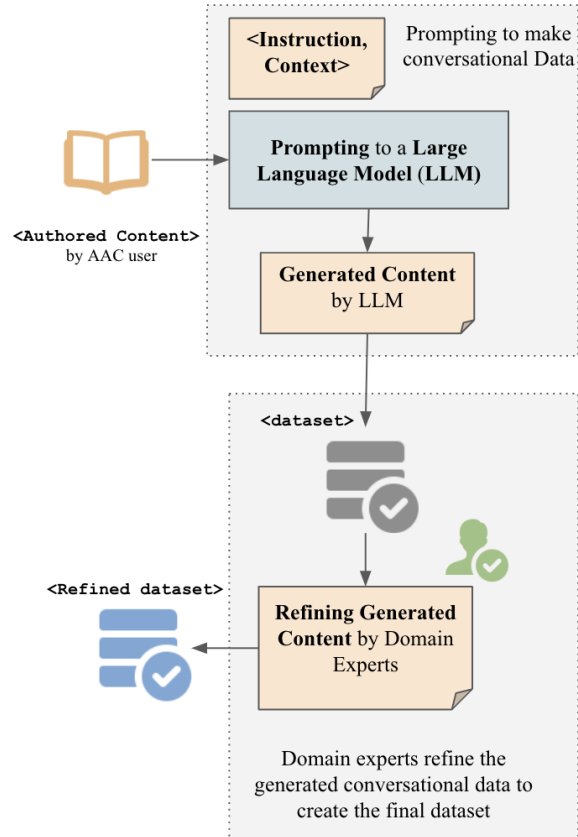 <Instruction,
Context>
Prompting to make
conversational Data
Prompting to a Large
Language Model (LLM)
<Authored Content>
by AAC user
Generated Content
by LLM
<dataset>
<Refined dataset>
Refining Generated
Content by Domain
Experts
Domain experts refine the
generated conversational data to
create the final dataset